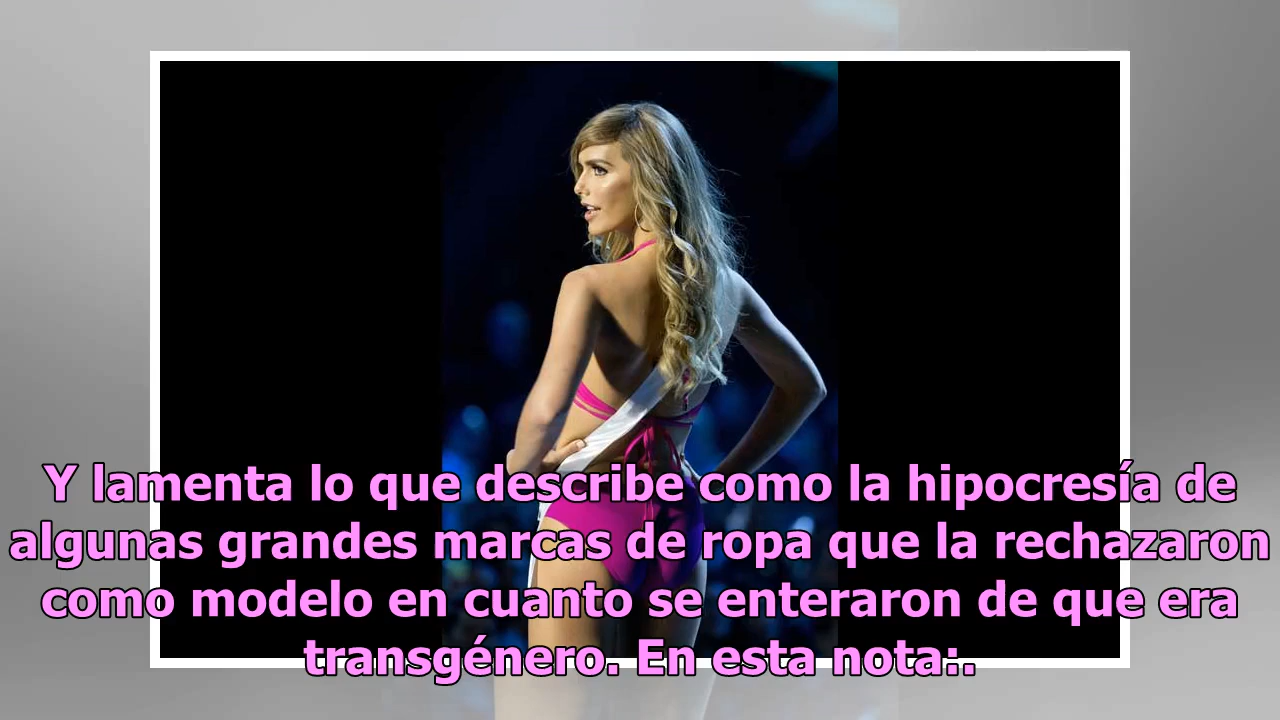 Y lamenta lo que describe como la hipocresía de
algunas grandes marcas de ropa que la rechazaron
como modelo en cuanto se enteraron de que era
transgénero. En esta nota:.